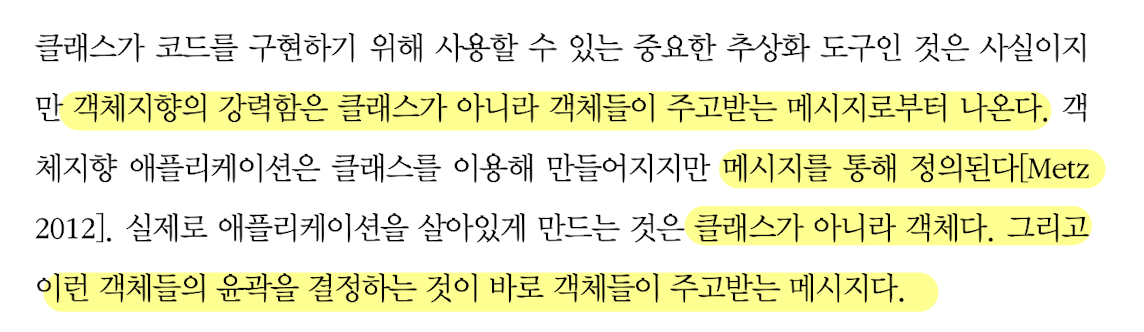 클래스가 코드를 구현하기 위해 사용할 수 있는 중요한 추상화 도구인 것은 사실이지
만 객체지향의 강력함은 클래스가 아니라 객체들이 주고받는 메시지로부터 나온다. 객
체지향 애플리케이션은 클래스를 이용해 만들어지지만 메시지를 통해 정의된다[Metz
2012]. 실제로 애플리케이션을 살아있게 만드는 것은 클래스가 아니라 객체다. 그리고
이런 객체들의 윤곽을 결정하는 것이 바로 객체들이 주고받는 메시지다.